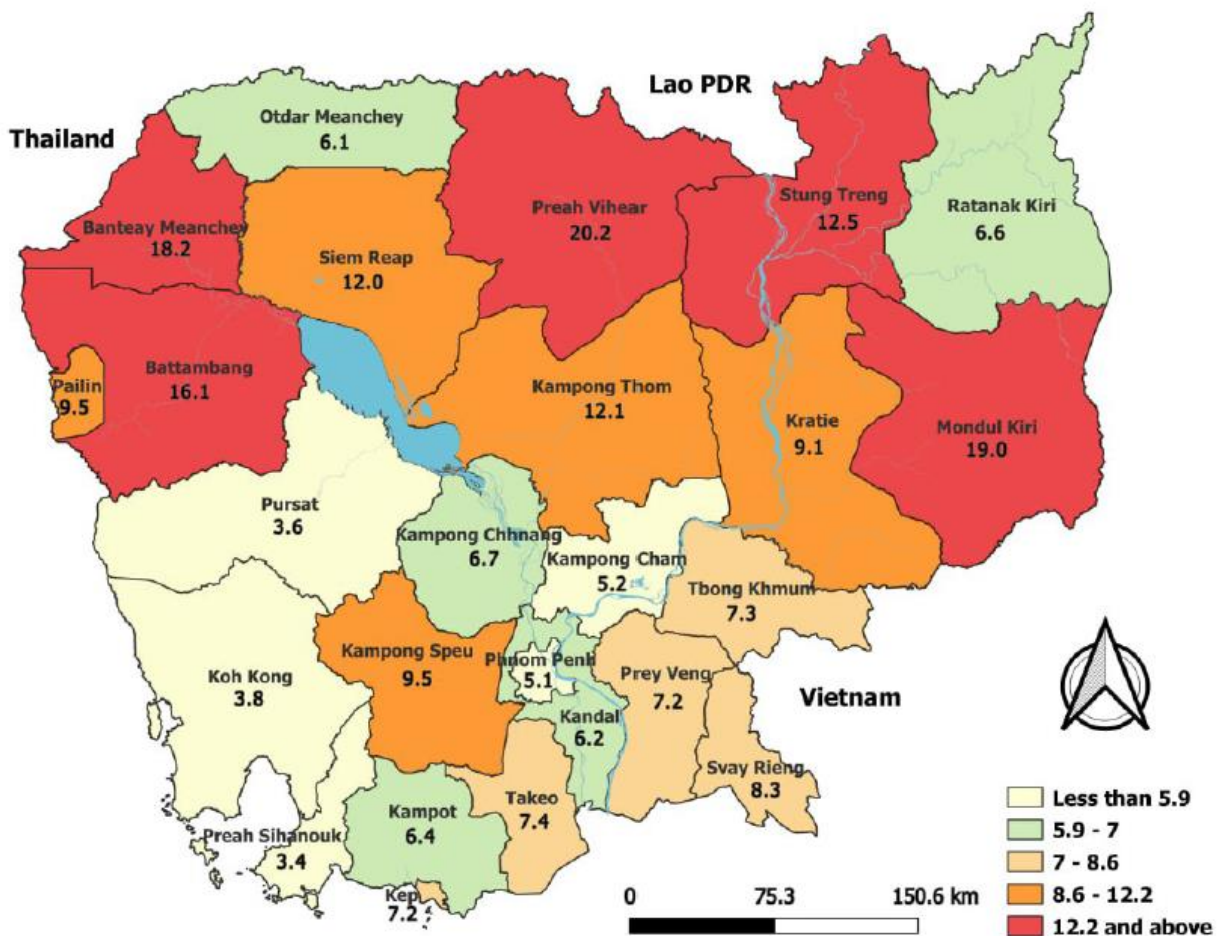 Lao PDR
Thailand
Otdar Meanchey
6.1
Banteay Meanchey
18.2
Siem Reap
12.0
Preah Vihear
20.2
Stung Treng
12.5
Ratanak Kiri
6.6
Pailin
9.5
Battambang
16.1
Kampong Thom
12.1
Kratie
9.1
Mondul Kiri
19.0
Pursat
3.6
Kampong Chhnang
6.7
Kampong Cham
5.2
Tbong Khmum
7.3
Koh Kong
3.8
Kampong Speu
9.5
Phnom Penh
5.1
Kandal
6.2
Prey Veng
7.2
Vietnam
Svay Rieng
8.3
Preah Sihanouk
3.4
Kampot
6.4
Takeo
7.4
Kep
7.2
0 75.3 150.6 km
Less than 5.9
5.9 - 7
7 - 8.6
8.6 - 12.2
12.2 and above